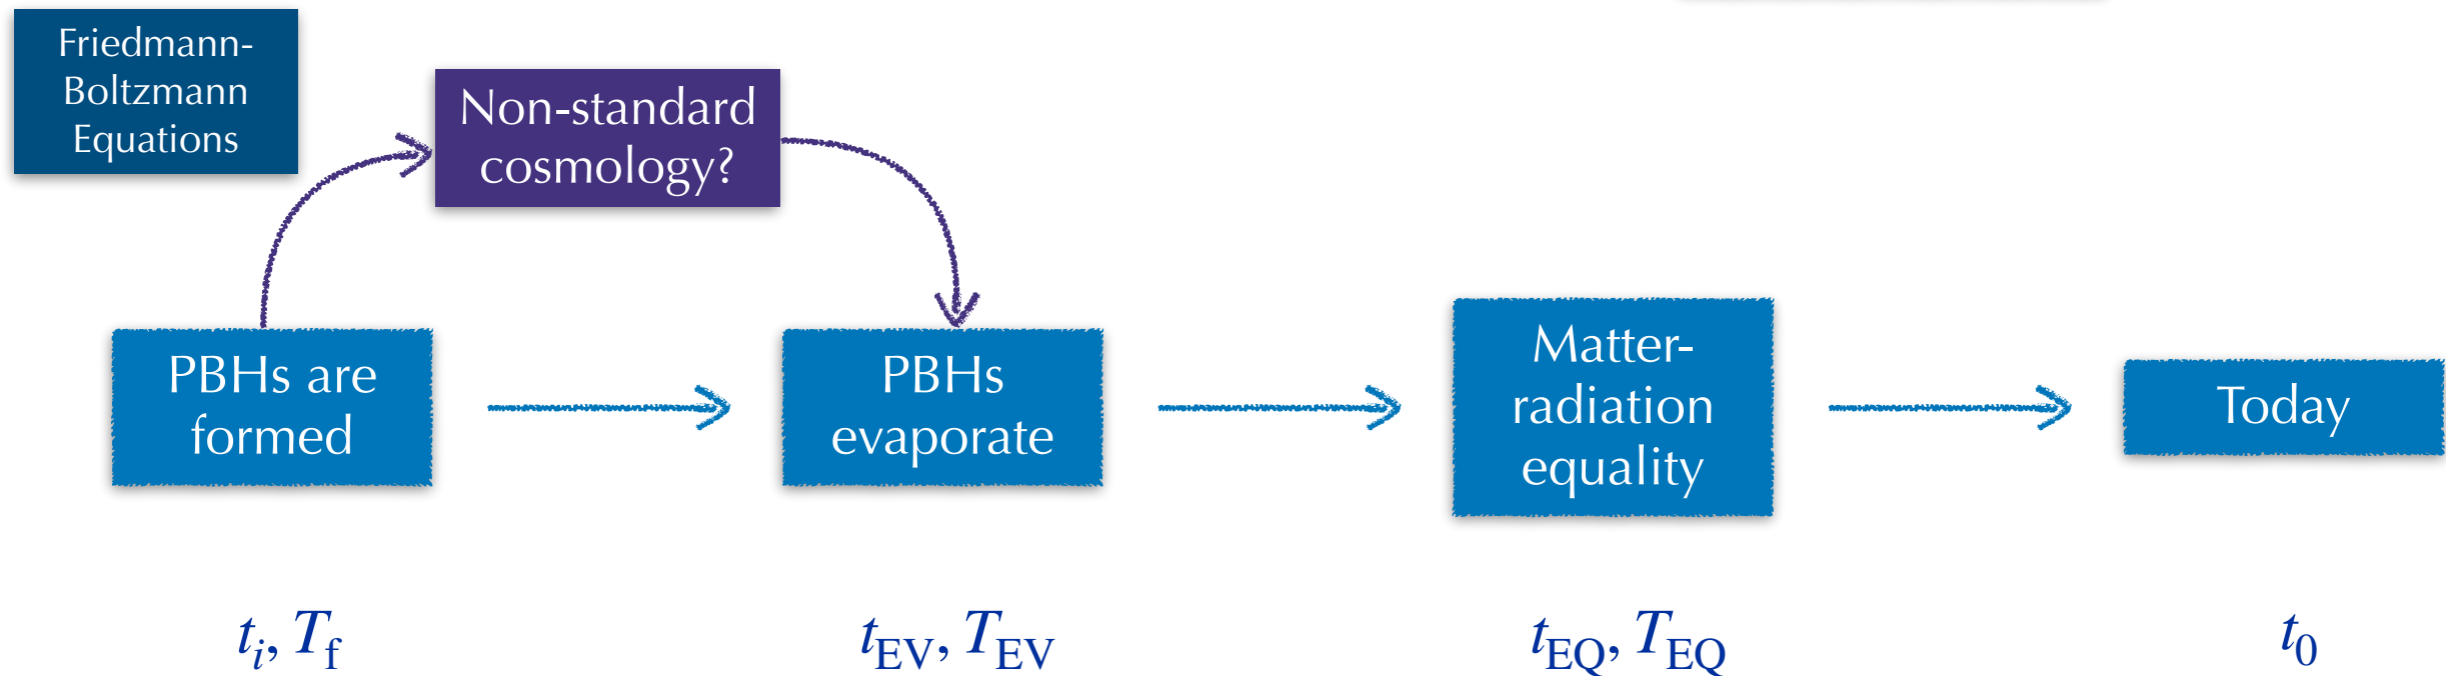 Friedmann-
Boltzmann
Equations
Non-standard
cosmology?
PBHs are
formed
PBHs
evaporate
Matter-
radiation
equality
Today
t_i, T_f
t_EV, T_EV
t_EQ, T_EQ
t_0